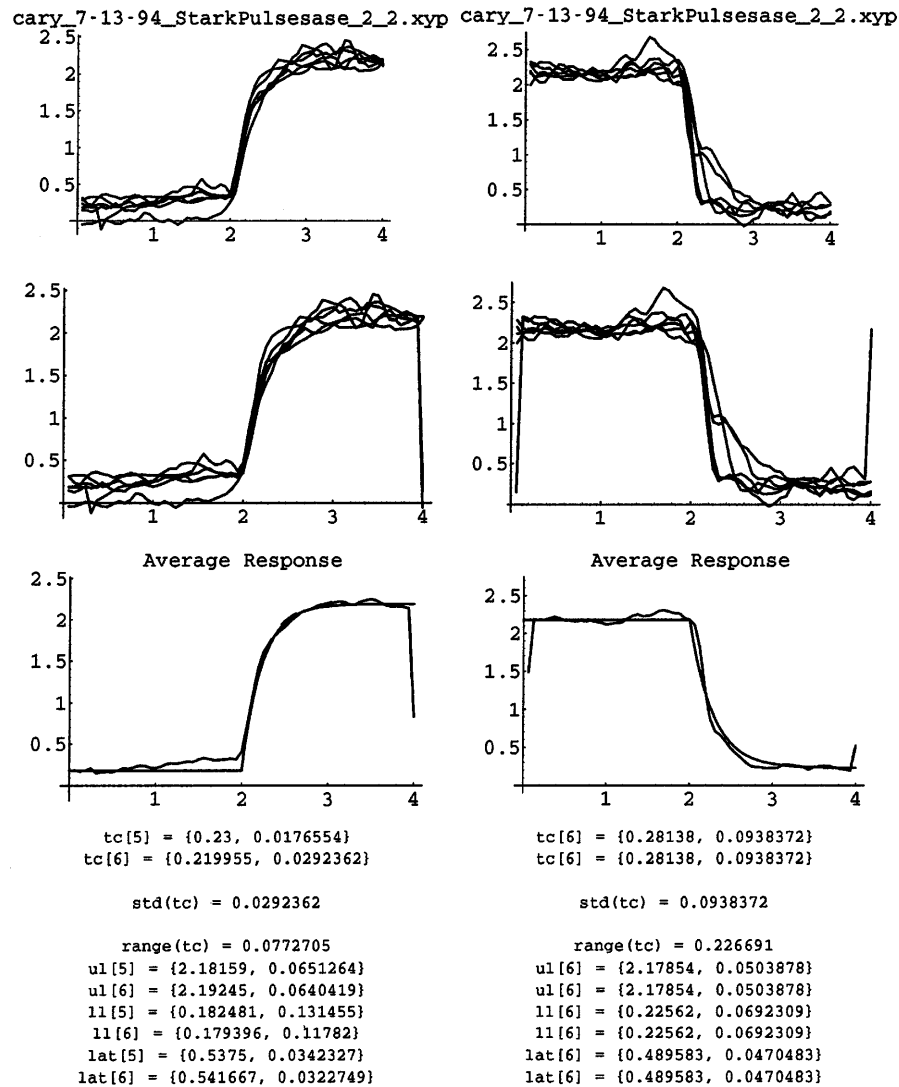 cary_7-13-94_StarkPulsesase_2_2.xyp cary_7-13-94_StarkPulsesase_2_2.xyp
2.5
2
1.5
1
0.5
1 2 3 4
2.5
2
1.5
1
0.5
1 2 3 4
2.5
2
1.5
1
0.5
1 2 3 4
2.5
2
1.5
1
0.5
1 2 3 4
Average Response
2.5
2
1.5
1
0.5
1 2 3 4
Average Response
2.5
2
1.5
1
0.5
1 2 3 4
tc[5] = {0.23, 0.0176554}
tc[6] = {0.219955, 0.0292362}
std(tc) = 0.0292362
range(tc) = 0.0772705
ul[5] = {2.18159, 0.0651264}
ul[6] = {2.19245, 0.0640419}
ll[5] = {0.182481, 0.131455}
ll[6] = {0.179396, 0.11782}
lat[5] = {0.5375, 0.0342327}
lat[6] = {0.541667, 0.0322749}
tc[6] = {0.28138, 0.0938372}
tc[6] = {0.28138, 0.0938372}
std(tc) = 0.0938372
range(tc) = 0.226691
ul[6] = {2.17854, 0.0503878}
ul[6] = {2.17854, 0.0503878}
ll[6] = {0.22562, 0.0692309}
ll[6] = {0.22562, 0.0692309}
lat[6] = {0.489583, 0.0470483}
lat[6] = {0.489583, 0.0470483}